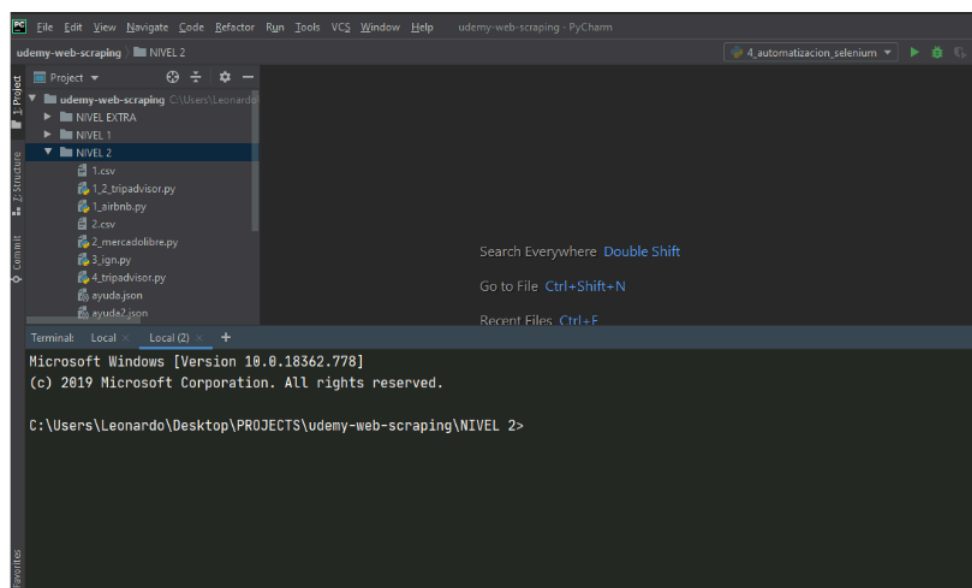 PC File Edit View Navigate Code Refactor Run Tools VCS Window Help udemy-web-scraping - PyCharm
udemy-web-scraping NIVEL 2 4_automatizacion_selenium
1: Project
Project
udemy-web-scraping C:\Users\Leonardo
NIVEL EXTRA
NIVEL 1
NIVEL 2
1.csv
1_2_tripadvisor.py
1_airbnb.py
2.csv
2_mercadolibre.py
3_ign.py
4_tripadvisor.py
ayuda.json
ayuda2.json
Z: Structure
Commit
Search Everywhere Double Shift
Go to File Ctrl+Shift+N
Recent Files Ctrl+E
Terminal: Local Local (2) +
Microsoft Windows [Version 10.0.18362.778]
(c) 2019 Microsoft Corporation. All rights reserved.
C:\Users\Leonardo\Desktop\PROJECTS\udemy-web-scraping\NIVEL 2>
Favorites